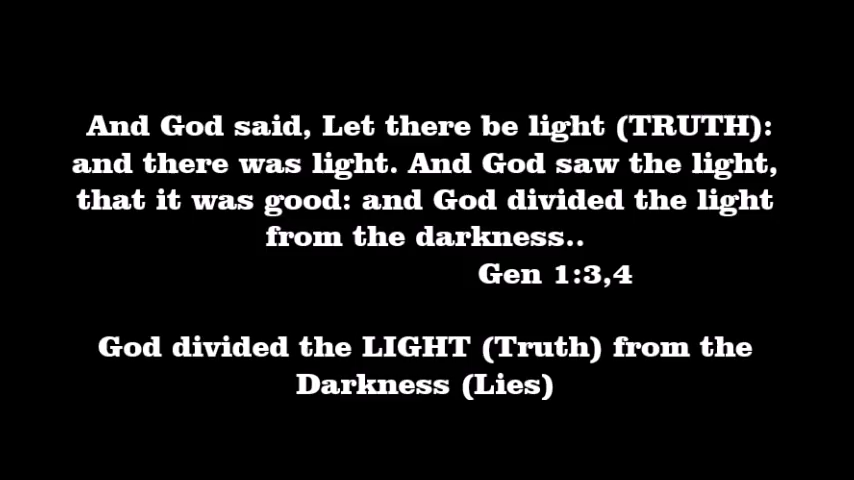 And God said, Let there be light (TRUTH):
and there was light. And God saw the light,
that it was good: and God divided the light
from the darkness..
Gen 1:3,4
God divided the LIGHT (Truth) from the
Darkness (Lies)